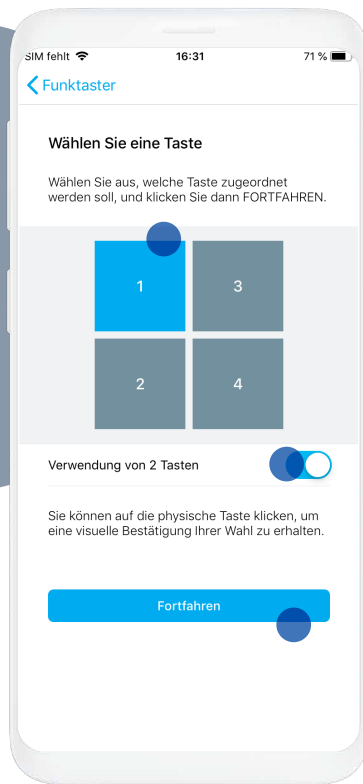 SIM fehlt 16:31 71 %
Funktaster
Wählen Sie eine Taste
Wählen Sie aus, welche Taste zugeordnet
werden soll, und klicken Sie dann FORTFAHREN.
1 3
2 4
Verwendung von 2 Tasten
Sie können auf die physische Taste klicken, um
eine visuelle Bestätigung Ihrer Wahl zu erhalten.
Fortfahren